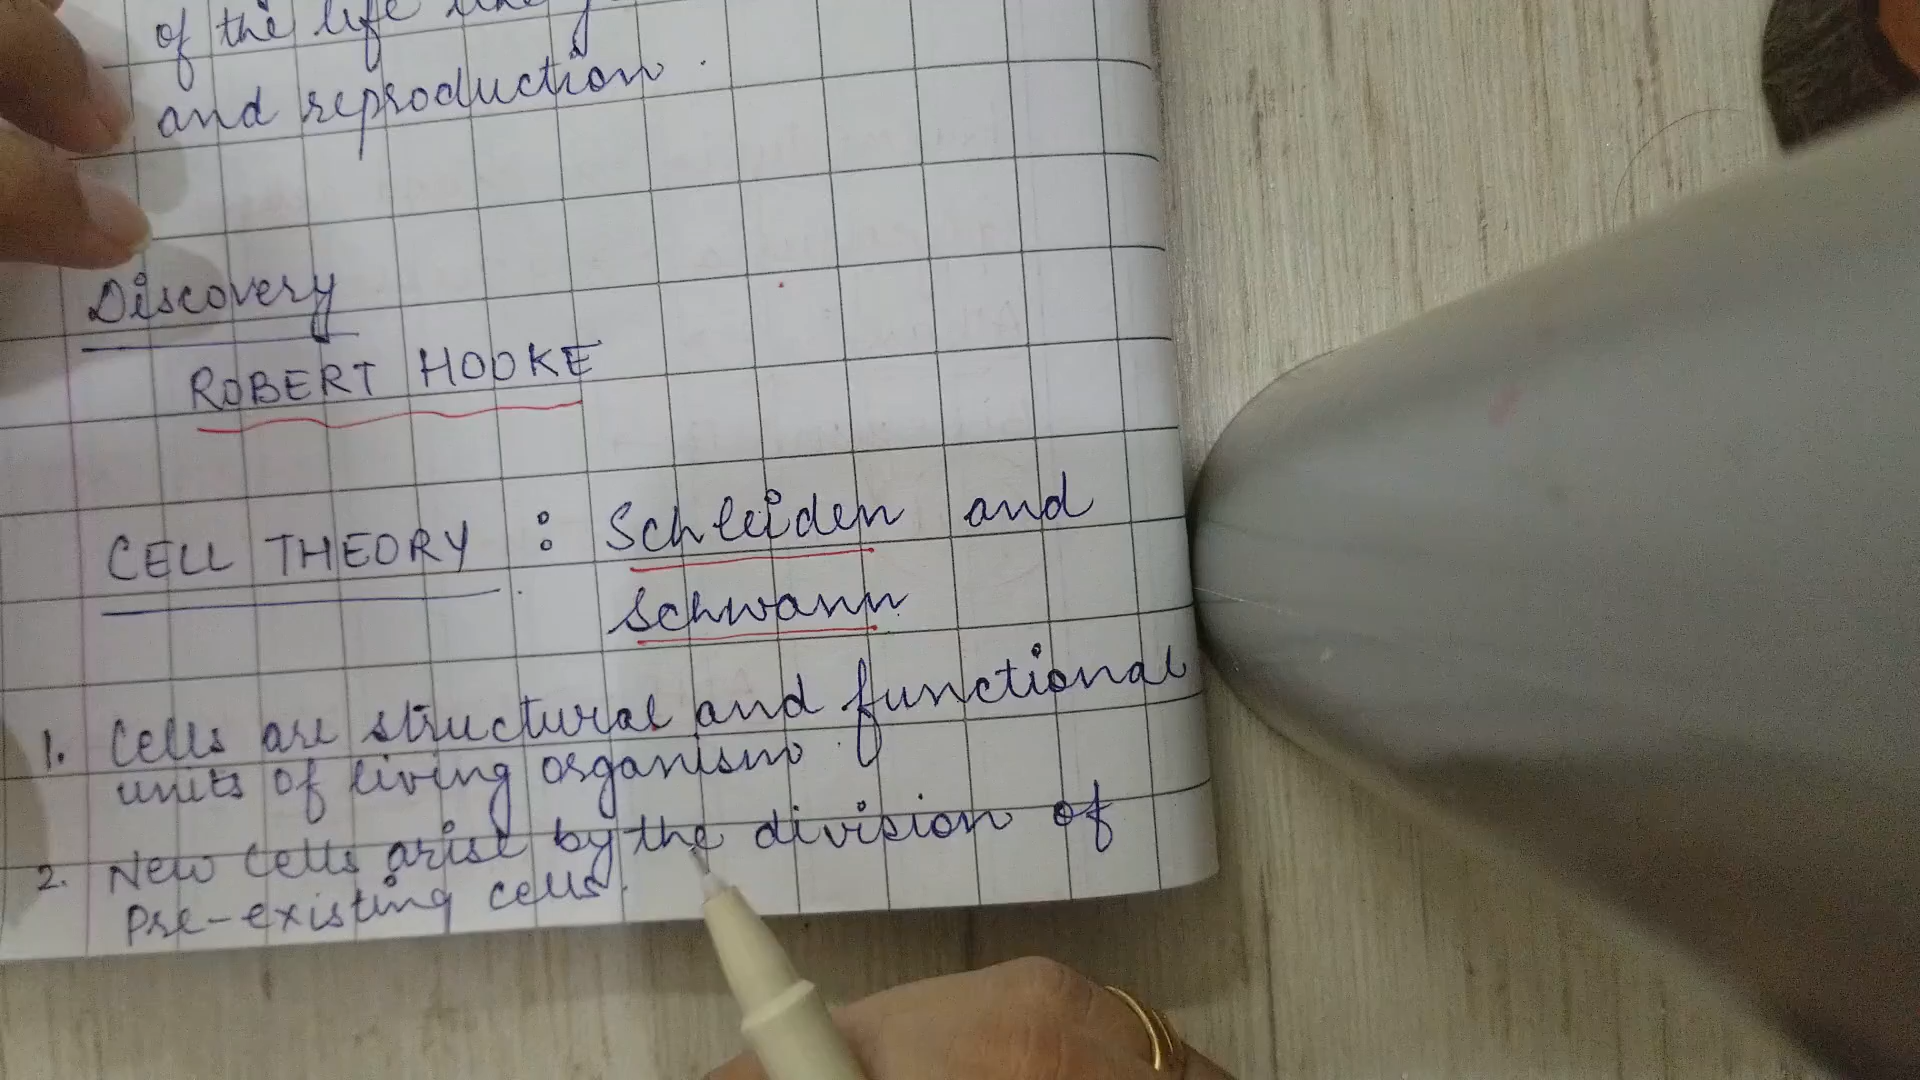 of the life
and reproduction.
Discovery
ROBERT HOOKE
CELL THEORY : Schleiden and
Schwann
1. Cells are structural and functional
units of living organism.
2. New cells arise by the division of
Pre-existing cells.